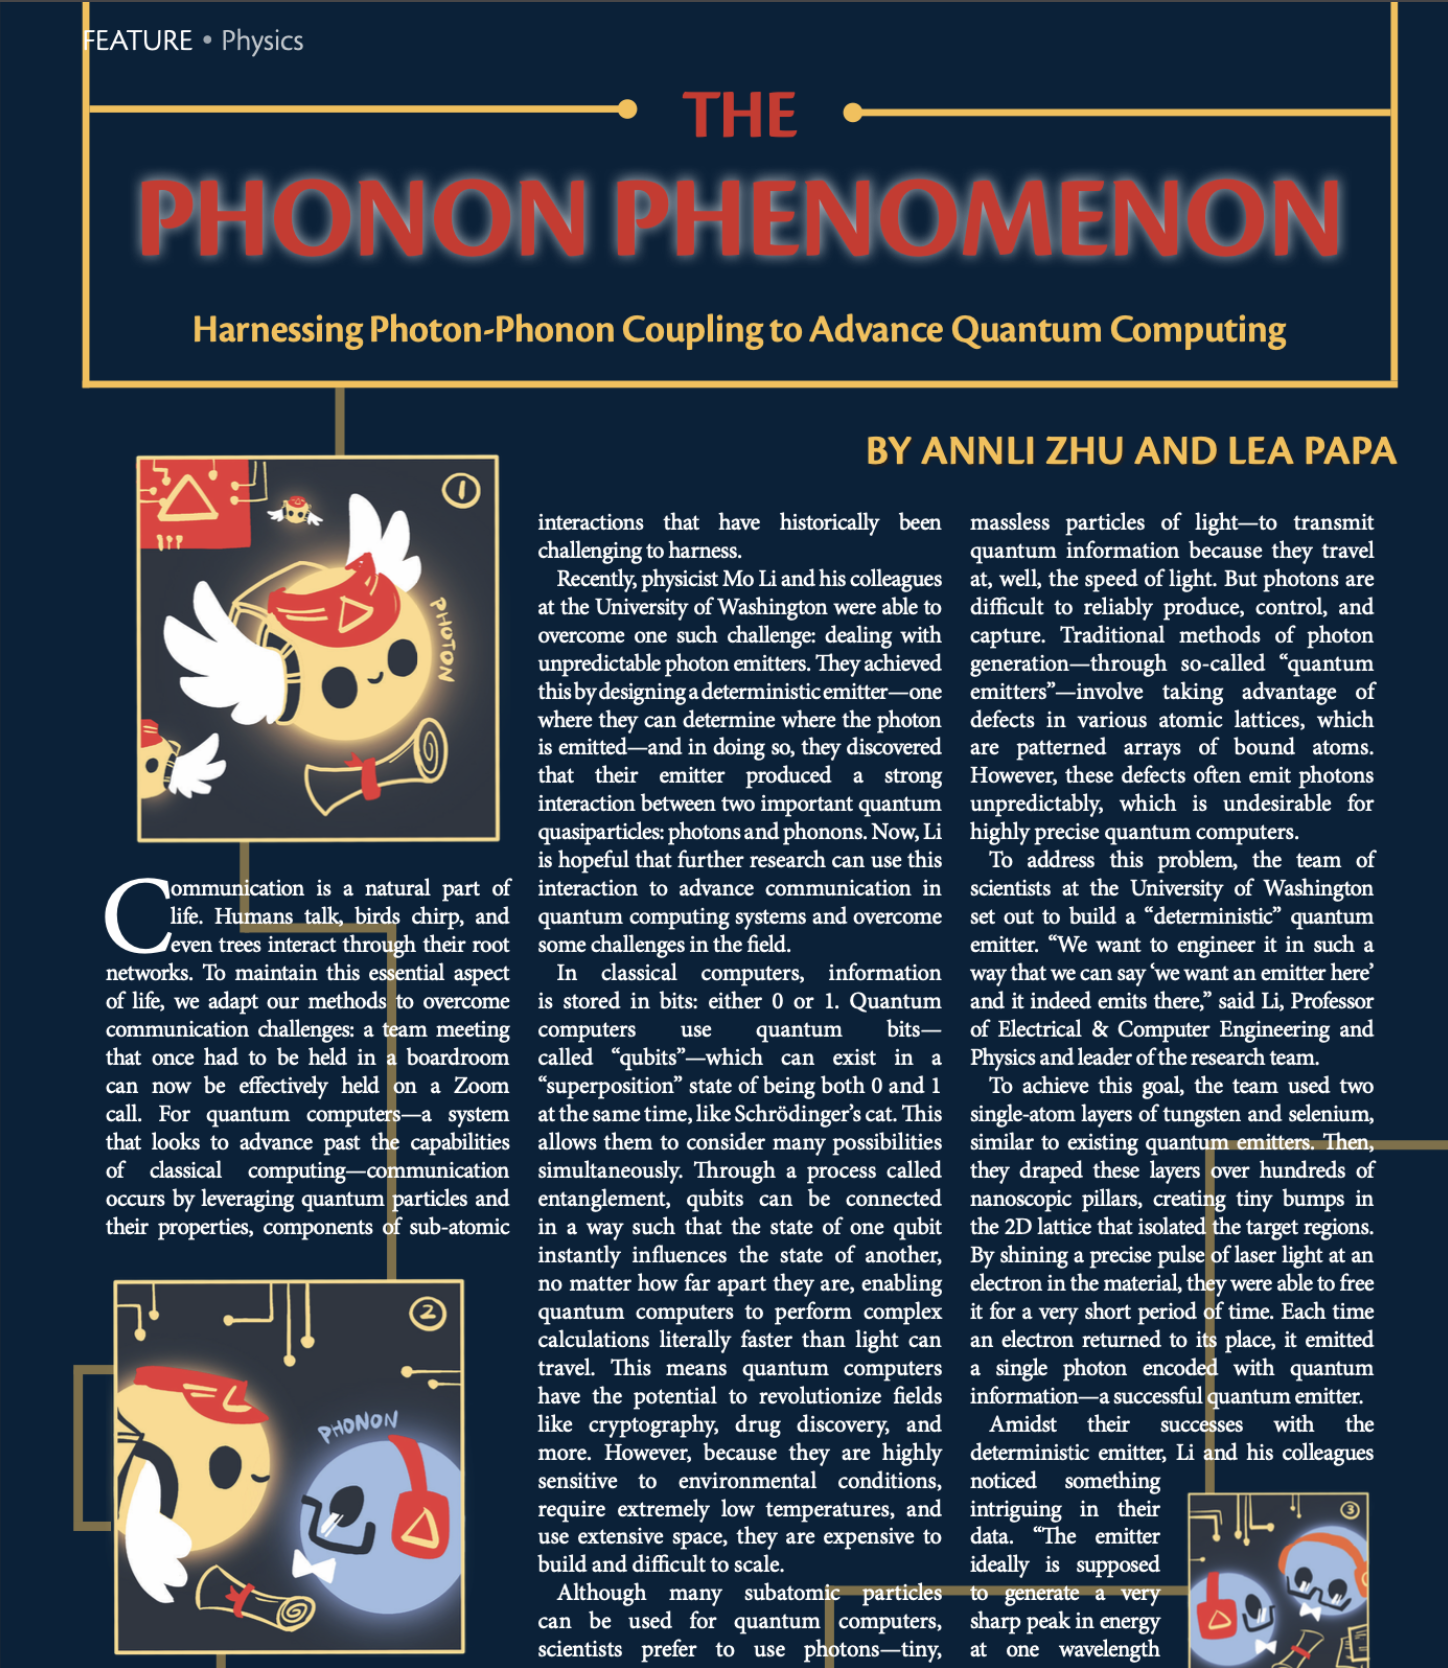 FEATURE • Physics
THE
PHONON PHENOMENON
Harnessing Photon-Phonon Coupling to Advance Quantum Computing
BY ANNLI ZHU AND LEA PAPA
1
PHOTON
Communication is a natural part of
life. Humans talk, birds chirp, and
even trees interact through their root
networks. To maintain this essential aspect
of life, we adapt our methods to overcome
communication challenges: a team meeting
that once had to be held in a boardroom
can now be effectively held on a Zoom
call. For quantum computers—a system
that looks to advance past the capabilities
of classical computing—communication
occurs by leveraging quantum particles and
their properties, components of sub-atomic
2
PHONON
interactions that have historically been
challenging to harness.
Recently, physicist Mo Li and his colleagues
at the University of Washington were able to
overcome one such challenge: dealing with
unpredictable photon emitters. They achieved
this by designing a deterministic emitter—one
where they can determine where the photon
is emitted—and in doing so, they discovered
that their emitter produced a strong
interaction between two important quantum
quasiparticles: photons and phonons. Now, Li
is hopeful that further research can use this
interaction to advance communication in
quantum computing systems and overcome
some challenges in the field.
In classical computers, information
is stored in bits: either 0 or 1. Quantum
computers use quantum bits—
called “qubits”—which can exist in a
“superposition” state of being both 0 and 1
at the same time, like Schrödinger’s cat. This
allows them to consider many possibilities
simultaneously. Through a process called
entanglement, qubits can be connected
in a way such that the state of one qubit
instantly influences the state of another,
no matter how far apart they are, enabling
quantum computers to perform complex
calculations literally faster than light can
travel. This means quantum computers
have the potential to revolutionize fields
like cryptography, drug discovery, and
more. However, because they are highly
sensitive to environmental conditions,
require extremely low temperatures, and
use extensive space, they are expensive to
build and difficult to scale.
Although many subatomic particles
can be used for quantum computers,
scientists prefer to use photons—tiny,
massless particles of light—to transmit
quantum information because they travel
at, well, the speed of light. But photons are
difficult to reliably produce, control, and
capture. Traditional methods of photon
generation—through so-called “quantum
emitters”—involve taking advantage of
defects in various atomic lattices, which
are patterned arrays of bound atoms.
However, these defects often emit photons
unpredictably, which is undesirable for
highly precise quantum computers.
To address this problem, the team of
scientists at the University of Washington
set out to build a “deterministic” quantum
emitter. “We want to engineer it in such a
way that we can say ‘we want an emitter here’
and it indeed emits there,” said Li, Professor
of Electrical & Computer Engineering and
Physics and leader of the research team.
To achieve this goal, the team used two
single-atom layers of tungsten and selenium,
similar to existing quantum emitters. Then,
they draped these layers over hundreds of
nanoscopic pillars, creating tiny bumps in
the 2D lattice that isolated the target regions.
By shining a precise pulse of laser light at an
electron in the material, they were able to free
it for a very short period of time. Each time
an electron returned to its place, it emitted
a single photon encoded with quantum
information—a successful quantum emitter.
Amidst their successes with the
deterministic emitter, Li and his colleagues
noticed something
intriguing in their
data. “The emitter
ideally is supposed
to generate a very
sharp peak in energy
at one wavelength
3